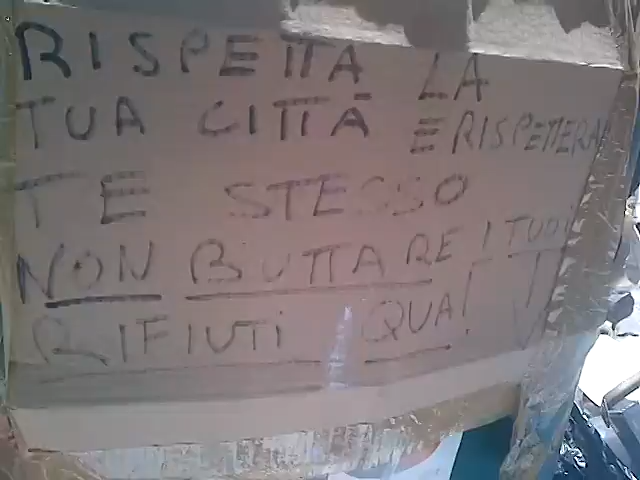 RISPETTA LA
TUA CITTÀ E RISPETTERAI
TE STESSO
NON BUTTARE I TUOI
RIFIUTI QUA!